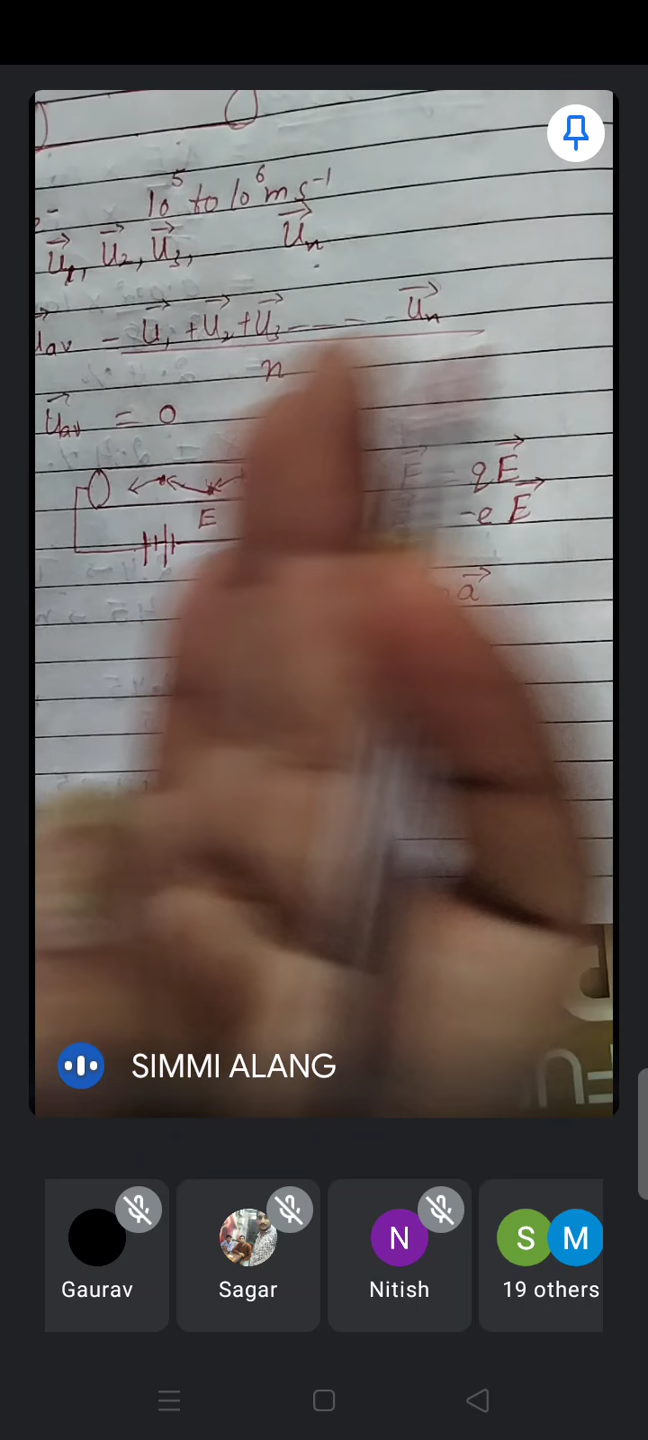 10⁵ to 10⁶ ms⁻¹
u⃗₁, u⃗₂, u⃗₃, u⃗ₙ
u⃗av = u⃗₁ + u⃗₂ + u⃗₃ ---- - u⃗ₙ
n
u⃗av = 0
F⃗ = qE⃗
E
-e E⃗
a⃗
SIMMI ALANG
Gaurav
Sagar
N
Nitish
S M
19 others